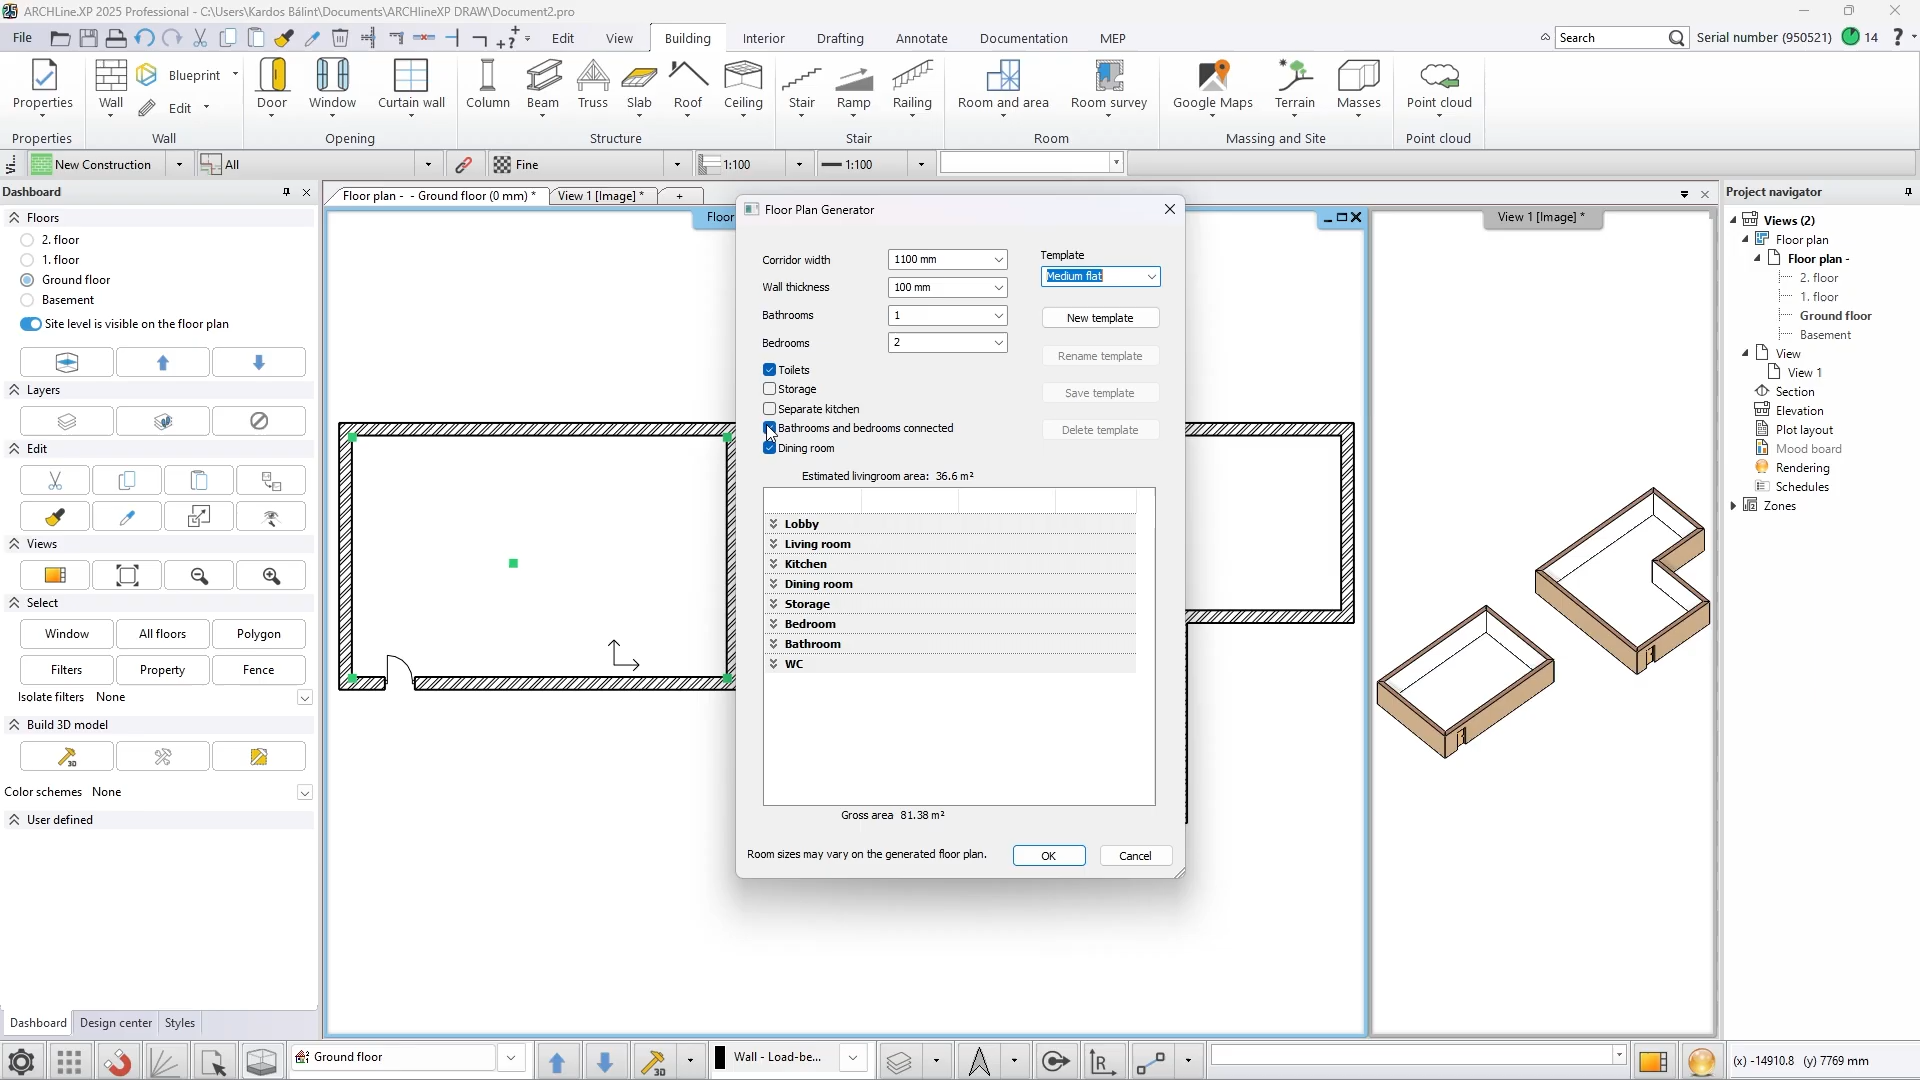 ARCHLine.XP 2025 Professional - C:\Users\Kardos Bálint\Documents\ARCHlineXP DRAW\Document2.pro
File
Edit
View
Building
Interior
Drafting
Annotate
Documentation
MEP
Search
Serial number (950521)
14
?
Properties
Wall
Blueprint
Edit
Door
Window
Curtain wall
Column
Beam
Truss
Slab
Roof
Ceiling
Stair
Ramp
Railing
Room and area
Room survey
Google Maps
Terrain
Masses
Point cloud
Properties
Wall
Opening
Structure
Stair
Room
Massing and Site
Point cloud
New Construction
All
Fine
1:100
1:100
Dashboard
Floors
2. floor
1. floor
Ground floor
Basement
Site level is visible on the floor plan
Layers
Edit
Views
Select
Window
All floors
Polygon
Filters
Property
Fence
Isolate filters None
Build 3D model
3D
Color schemes None
User defined
Dashboard
Design center
Styles
Floor plan - - Ground floor (0 mm) *
View 1 [Image] *
+
Floor
View 1 [Image] *
Floor Plan Generator
Corridor width
1100 mm
Wall thickness
100 mm
Bathrooms
1
Bedrooms
2
Toilets
Storage
Separate kitchen
Bathrooms and bedrooms connected
Dining room
Template
Medium flat
New template
Rename template
Save template
Delete template
Estimated livingroom area: 36.6 m²
Lobby
Living room
Kitchen
Dining room
Storage
Bedroom
Bathroom
WC
Gross area 81.38 m²
Room sizes may vary on the generated floor plan.
OK
Cancel
Project navigator
Views (2)
Floor plan
Floor plan -
2. floor
1. floor
Ground floor
Basement
View
View 1
Section
Elevation
Plot layout
Mood board
Rendering
Schedules
Zones
Ground floor
3D
Wall - Load-be...
(x) -14910.8 (y) 7769 mm